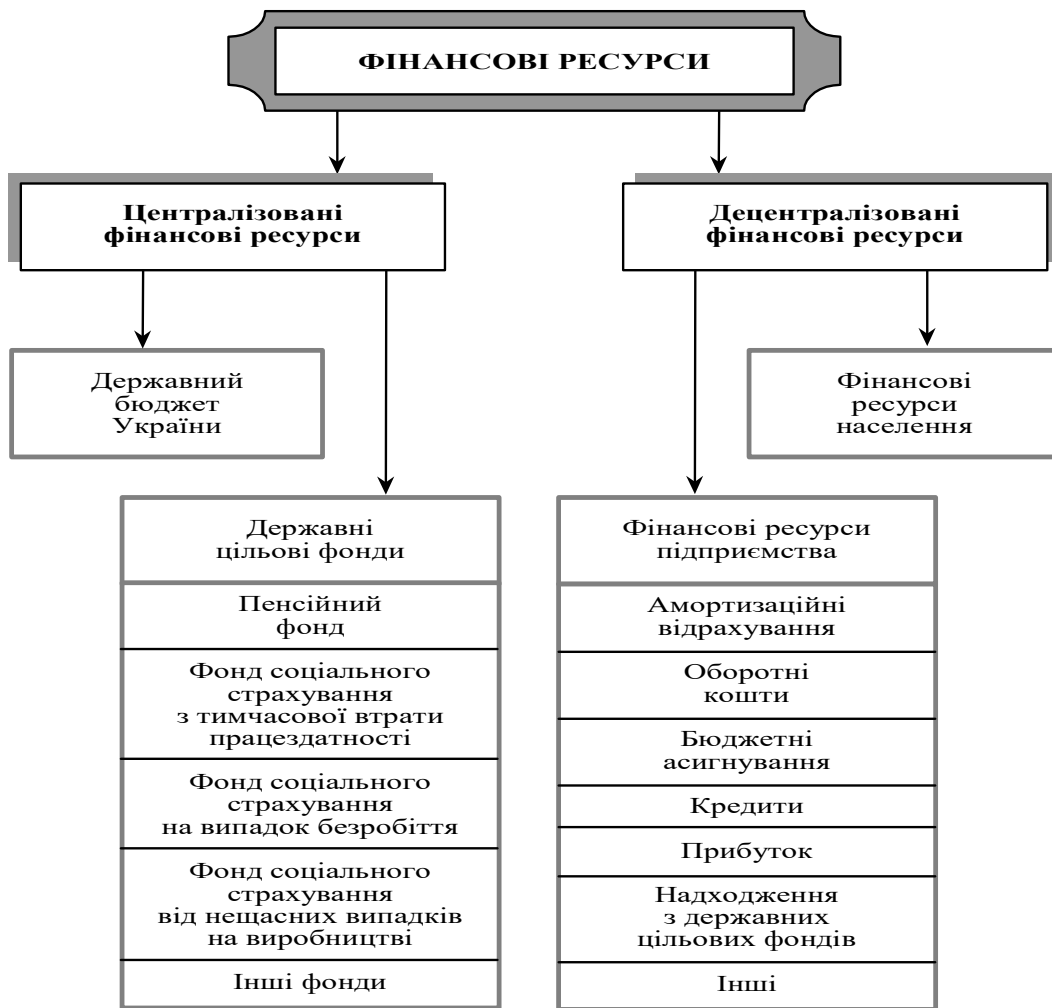 ФІНАНСОВІ РЕСУРСИ
Централізовані
фінансові ресурси
Децентралізовані
фінансові ресурси
Державний
бюджет
України
Фінансові
ресурси
населення
Державні
цільові фонди
Пенсійний
фонд
Фонд соціального
страхування
з тимчасової втрати
працездатності
Фонд соціального
страхування
на випадок безробіття
Фонд соціального
страхування
від нещасних випадків
на виробництві
Інші фонди
Фінансові ресурси
підприємства
Амортизаційні
відрахування
Оборотні
кошти
Бюджетні
асигнування
Кредити
Прибуток
Надходження
з державних
цільових фондів
Інші